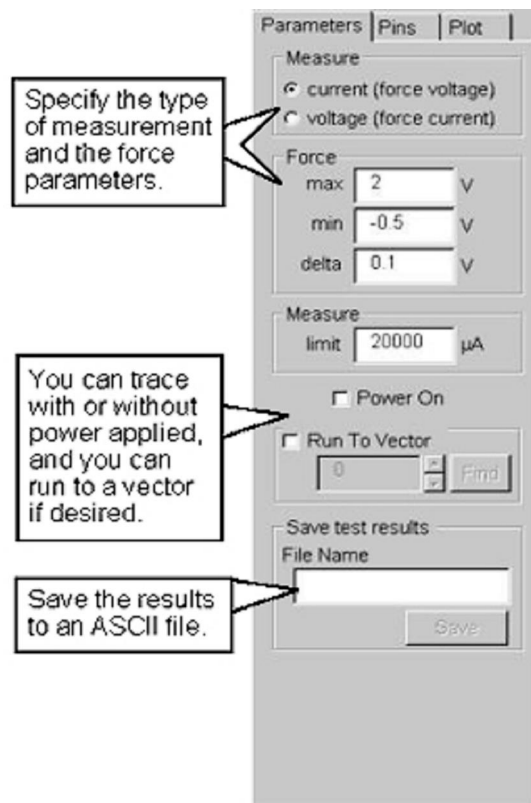 Parameters Pins Plot
Measure
current (force voltage)
voltage (force current)
Specify the type
of measurement
and the force
parameters.
Force
max 2 V
min -0.5 V
delta 0.1 V
Measure
limit 20000 µA
You can trace
with or without
power applied,
and you can
run to a vector
if desired.
Power On
Run To Vector
0 Find
Save test results
File Name
Save the results
to an ASCII file.
Save